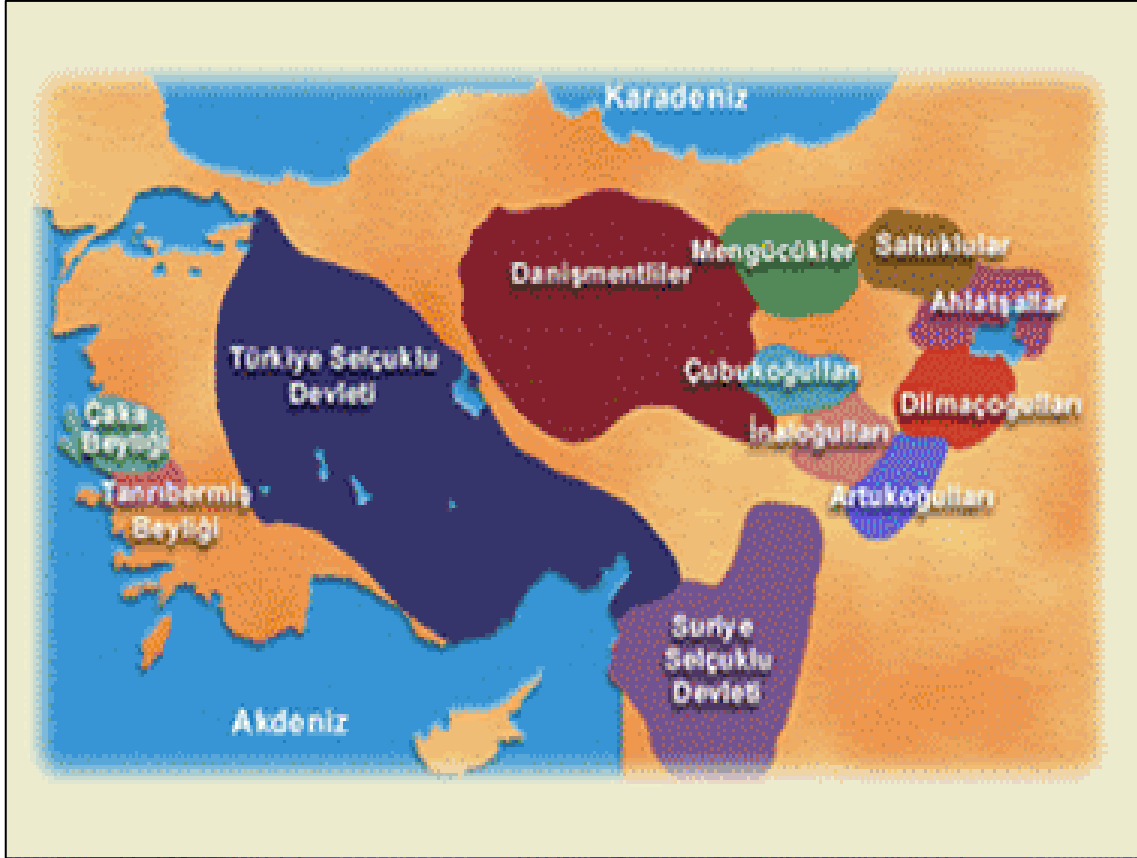 Karadeniz
Mengücükler
Saltuklular
Danişmentliler
Ahlatşallar
Türkiye Selçuklu
Devleti
Çubukoğulları
Dilmaçoğulları
Çaka
Beyliği
İnaloğulları
Tanrıbermiş
Beyliği
Artukoğulları
Suriye
Selçuklu
Devleti
Akdeniz